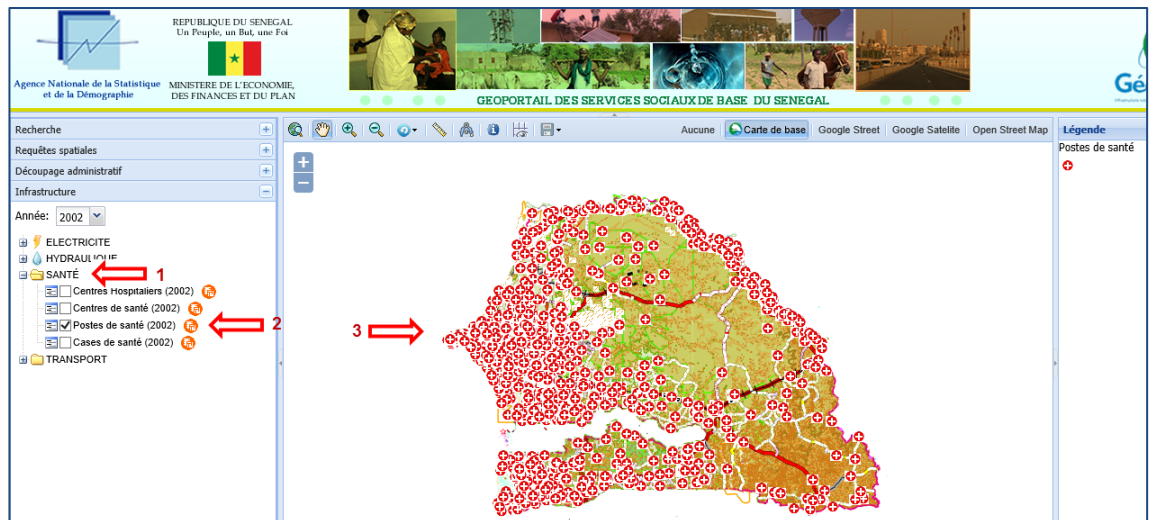 REPUBLIQUE DU SENEGAL
Un Peuple, un But, une Foi
Agence Nationale de la Statistique
et de la Démographie
MINISTERE DE L'ECONOMIE,
DES FINANCES ET DU PLAN
GEOPORTAIL DES SERVICES SOCIAUX DE BASE DU SENEGAL
Gé
Recherche
Requêtes spatiales
Découpage administratif
Infrastructure
Année: 2002
ELECTRICITE
HYDRAULIQUE
SANTÉ 1
Centres Hospitaliers (2002)
Centres de santé (2002)
Postes de santé (2002) 2
Cases de santé (2002)
TRANSPORT
Aucune Carte de base Google Street Google Satelite Open Street Map
3
Légende
Postes de santé